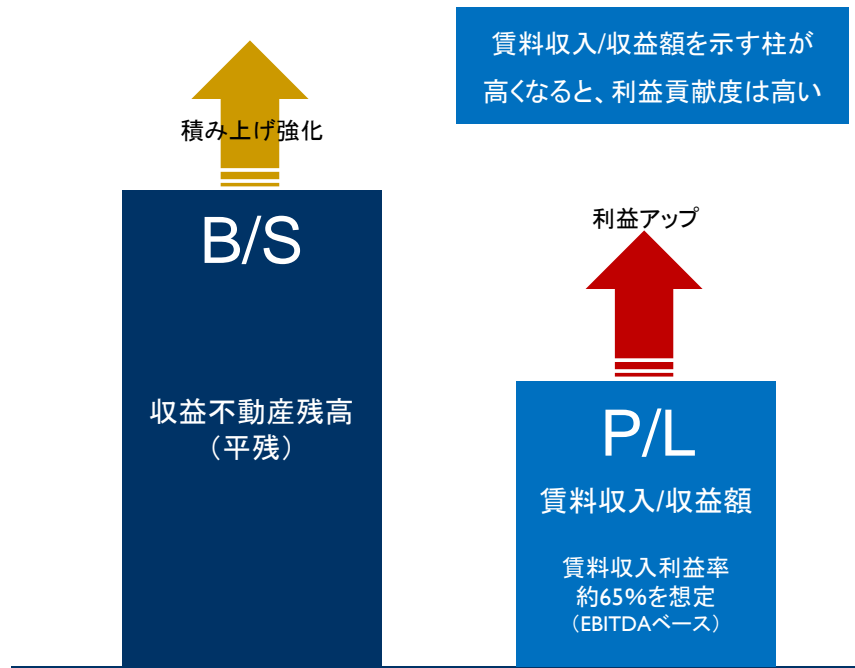 賃料収入/収益額を示す柱が
高くなると、利益貢献度は高い
積み上げ強化
B/S
収益不動産残高
（平残）
利益アップ
P/L
賃料収入/収益額
賃料収入利益率
約65%を想定
（EBITDAベース）